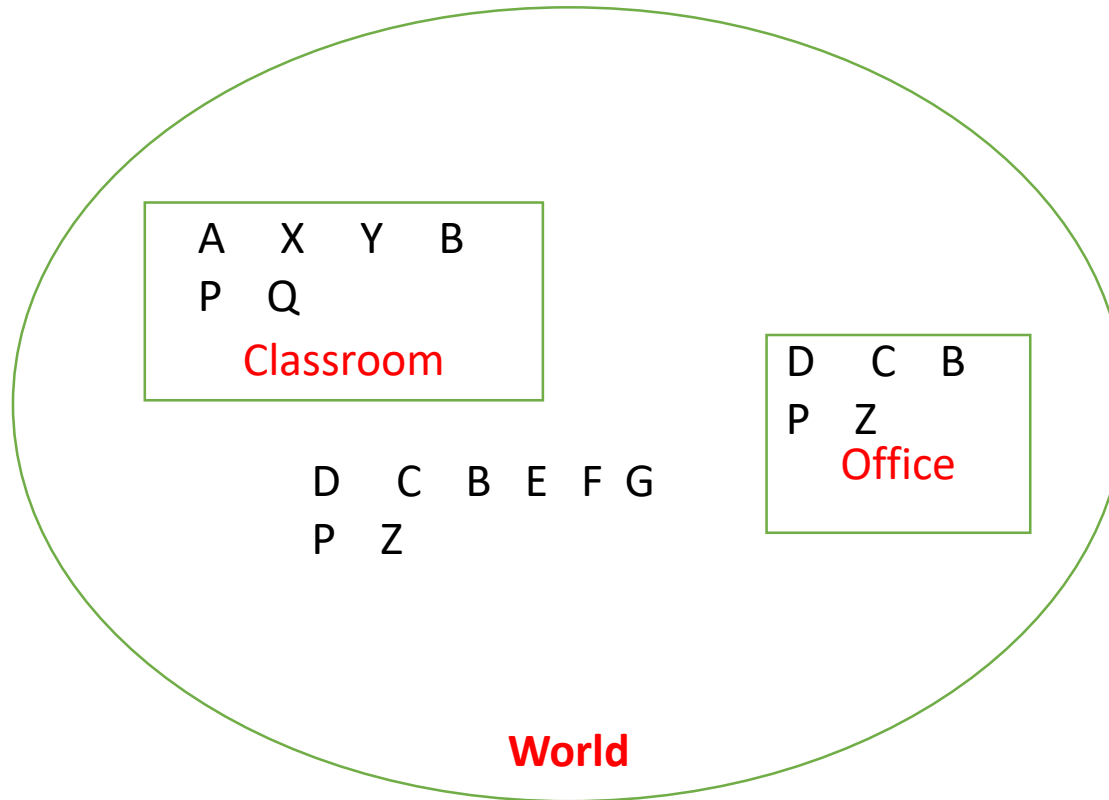 A X Y B
P Q
Classroom
D C B
P Z
Office
D C B E F G
P Z
World